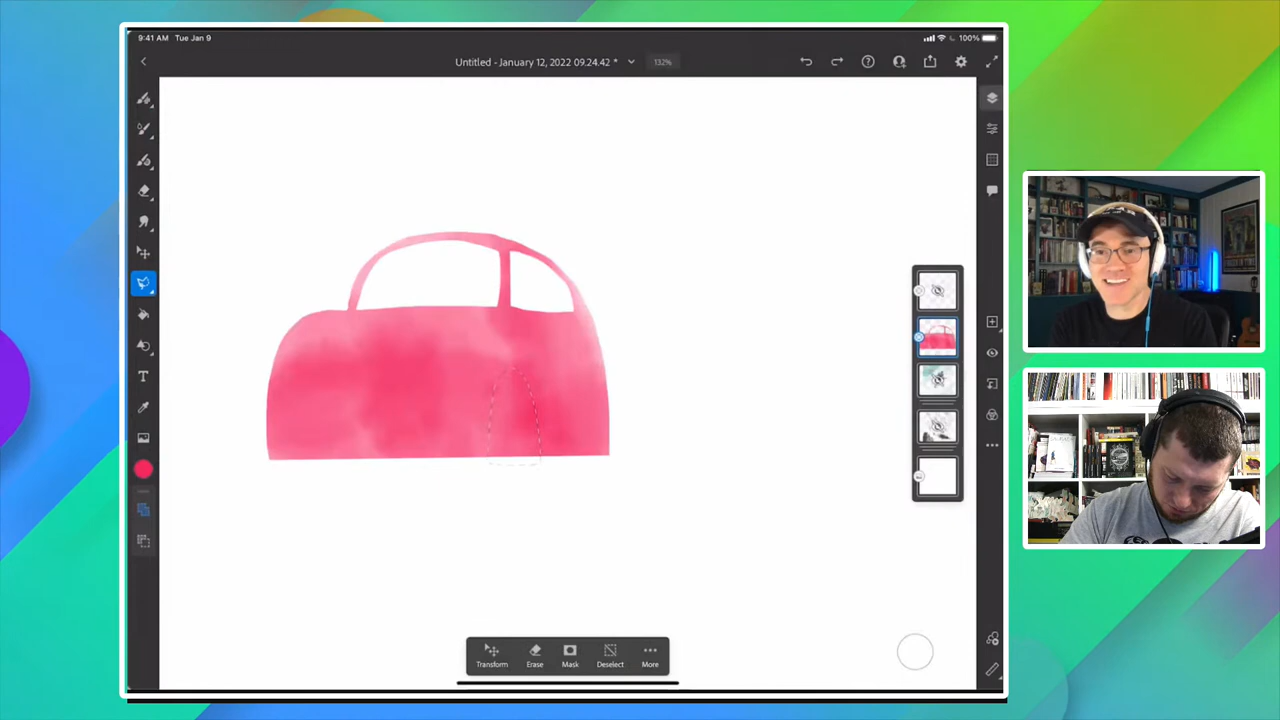 9:41 AM Tue Jan 9
100%
Untitled - January 12, 2022 09.24.42 *
132%
Transform
Erase
Mask
Deselect
More